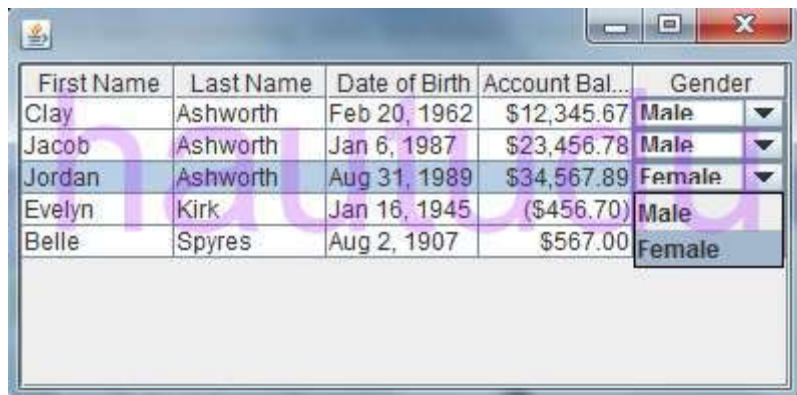 First Name Last Name Date of Birth Account Bal... Gender
Clay Ashworth Feb 20, 1962 $12,345.67 Male
Jacob Ashworth Jan 6, 1987 $23,456.78 Male
Jordan Ashworth Aug 31, 1989 $34,567.89 Female
Evelyn Kirk Jan 16, 1945 ($456.70) Male
Belle Spyres Aug 2, 1907 $567.00 Female